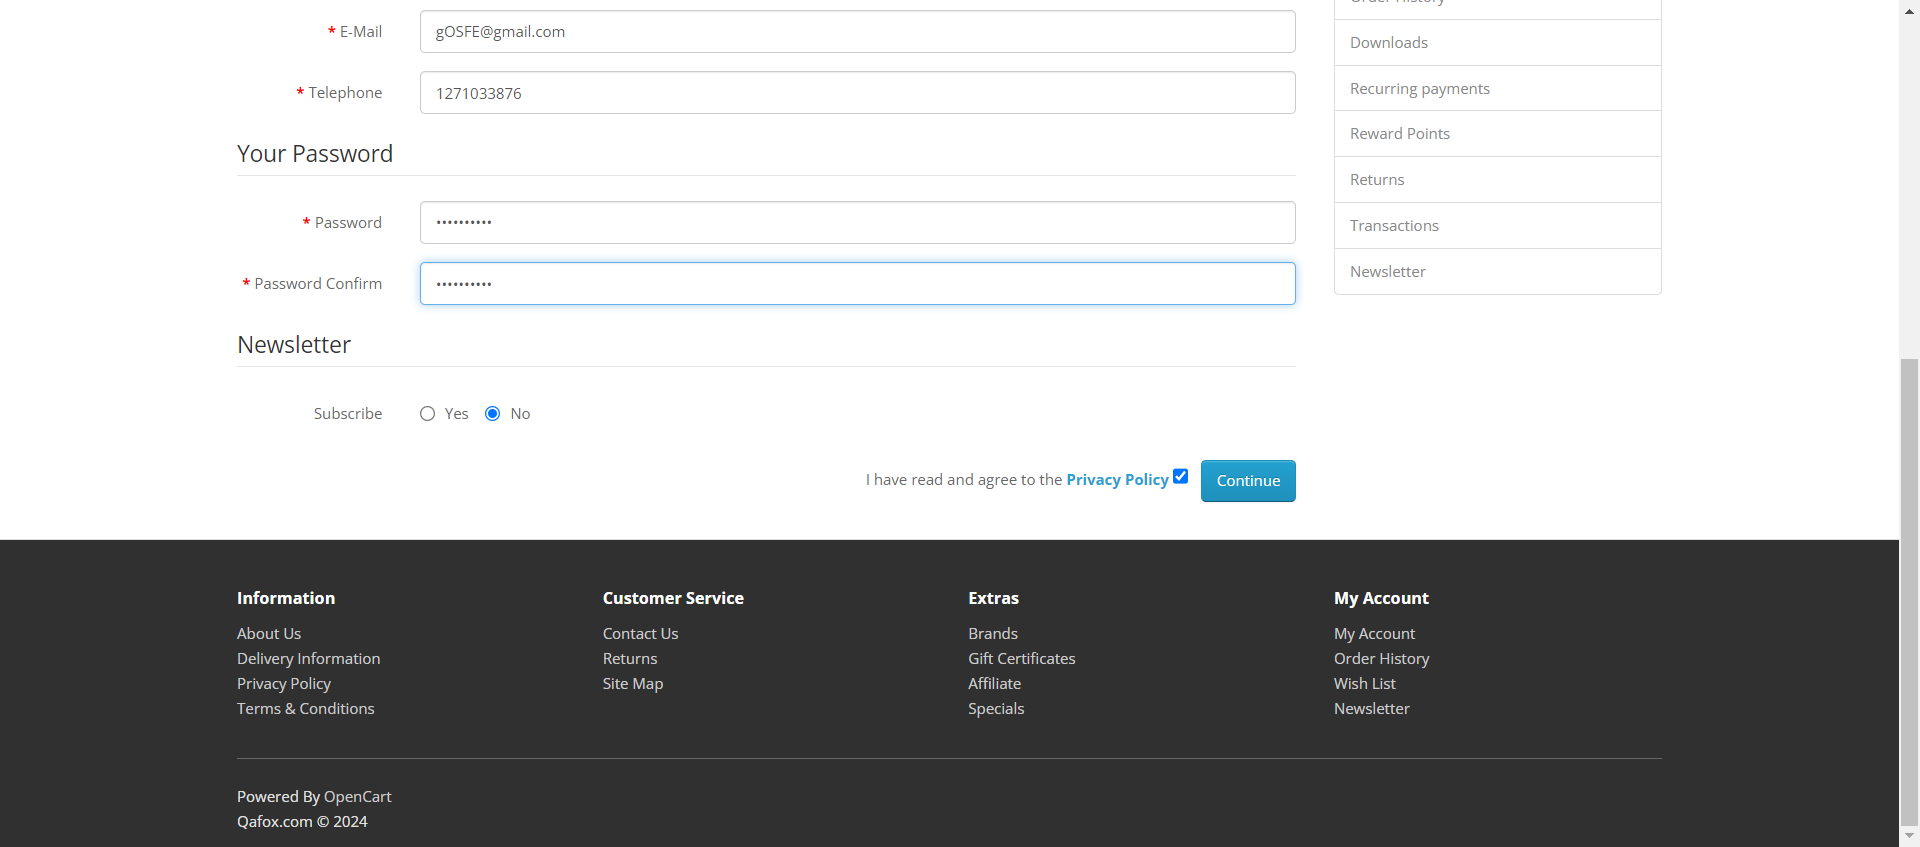 * E-Mail
gOSFE@gmail.com
* Telephone
1271033876
Your Password
* Password
••••••••••
* Password Confirm
••••••••••
Newsletter
Subscribe
Yes
No
I have read and agree to the Privacy Policy
Continue
Order History
Downloads
Recurring payments
Reward Points
Returns
Transactions
Newsletter
Information
About Us
Delivery Information
Privacy Policy
Terms & Conditions
Customer Service
Contact Us
Returns
Site Map
Extras
Brands
Gift Certificates
Affiliate
Specials
My Account
My Account
Order History
Wish List
Newsletter
Powered By OpenCart
Qafox.com © 2024